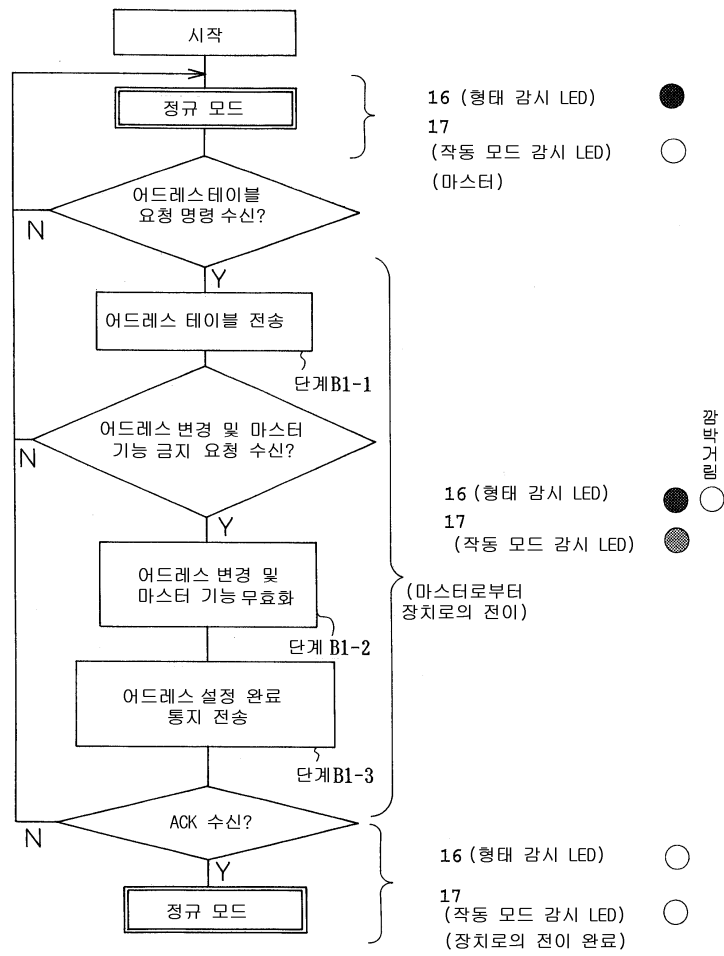 시작
정규 모드
16 (형태 감시 LED)
17
(작동 모드 감시 LED)
(마스터)
어드레스 테이블
요청 명령 수신?
N
Y
어드레스 테이블 전송
단계B1-1
어드레스 변경 및 마스터
기능 금지 요청 수신?
N
Y
깜박거림
16 (형태 감시 LED)
17
(작동 모드 감시 LED)
(마스터로부터
장치로의 전이)
어드레스 변경 및
마스터 기능 무효화
단계 B1-2
어드레스 설정 완료
통지 전송
단계B1-3
ACK 수신?
N
Y
정규 모드
16 (형태 감시 LED)
17
(작동 모드 감시 LED)
(장치로의 전이 완료)